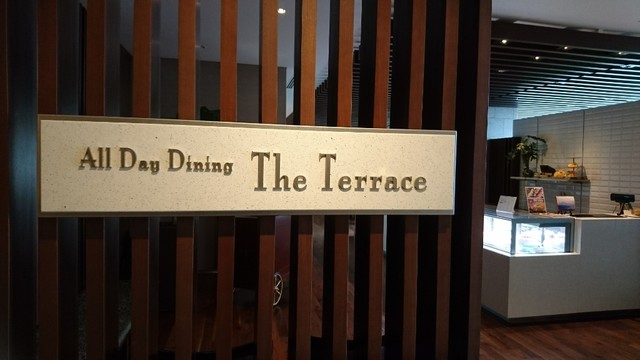 All Day Dining The Terrace